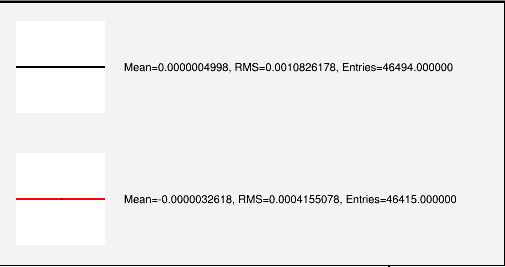 Mean=0.0000004998, RMS=0.0010826178, Entries=46494.000000
Mean=-0.0000032618, RMS=0.0004155078, Entries=46415.000000